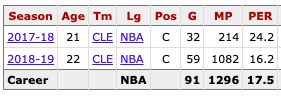 Season Age Tm Lg Pos G MP PER
2017-18 21 CLE NBA C 32 214 24.2
2018-19 22 CLE NBA C 59 1082 16.2
Career NBA 91 1296 17.5